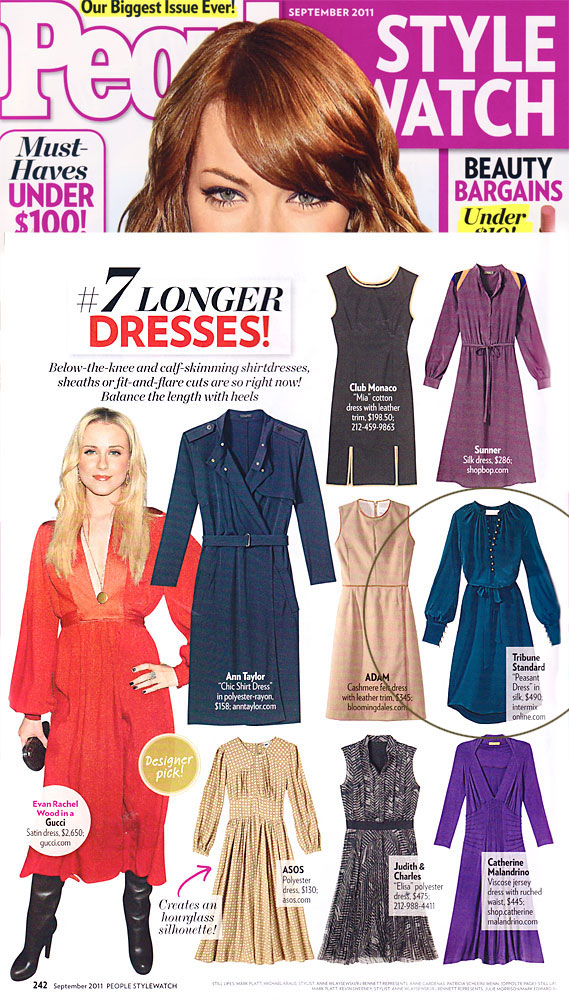 Our Biggest Issue Ever!
SEPTEMBER 2011
People
STYLE
WATCH
Must-
Haves
UNDER
$100!
BEAUTY
BARGAINS
Under
$10!
#7 LONGER
DRESSES!
Below-the-knee and calf-skimming shirtdresses,
sheaths or fit-and-flare cuts are so right now!
Balance the length with heels
Club Monaco
"Mia" cotton
dress with leather
trim, $198.50;
212-459-9863
Sunner
Silk dress, $286;
shopbop.com
Ann Taylor
"Chic Shirt Dress"
in polyester-rayon,
$158; anntaylor.com
ADAM
Cashmere felt dress
with leather trim, $345;
bloomingdales.com
Tribune
Standard
"Peasant
Dress" in
silk, $490;
intermix
online.com
Designer
pick!
Evan Rachel
Wood in a
Gucci
Satin dress, $2,650;
gucci.com
Creates an
hourglass
silhouette!
ASOS
Polyester
dress, $130;
asos.com
Judith &
Charles
"Elisa" polyester
dress, $475;
212-988-4411
Catherine
Malandrino
Viscose jersey
dress with ruched
waist, $445;
shop.catherine
malandrino.com
242 September 2011 PEOPLE STYLEWATCH